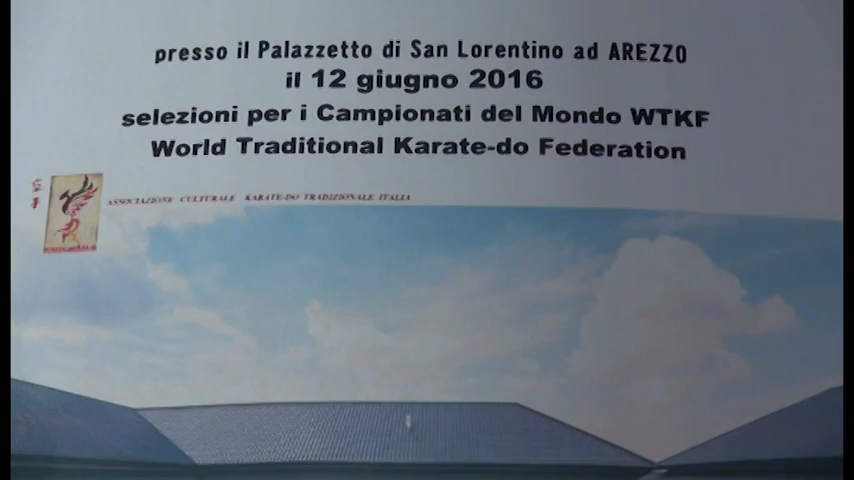 presso il Palazzetto di San Lorentino ad AREZZO
il 12 giugno 2016
selezioni per i Campionati del Mondo WTKF
World Traditional Karate-do Federation
ASSOCIAZIONE CULTURALE KARATE-DO TRADIZIONALE ITALIA